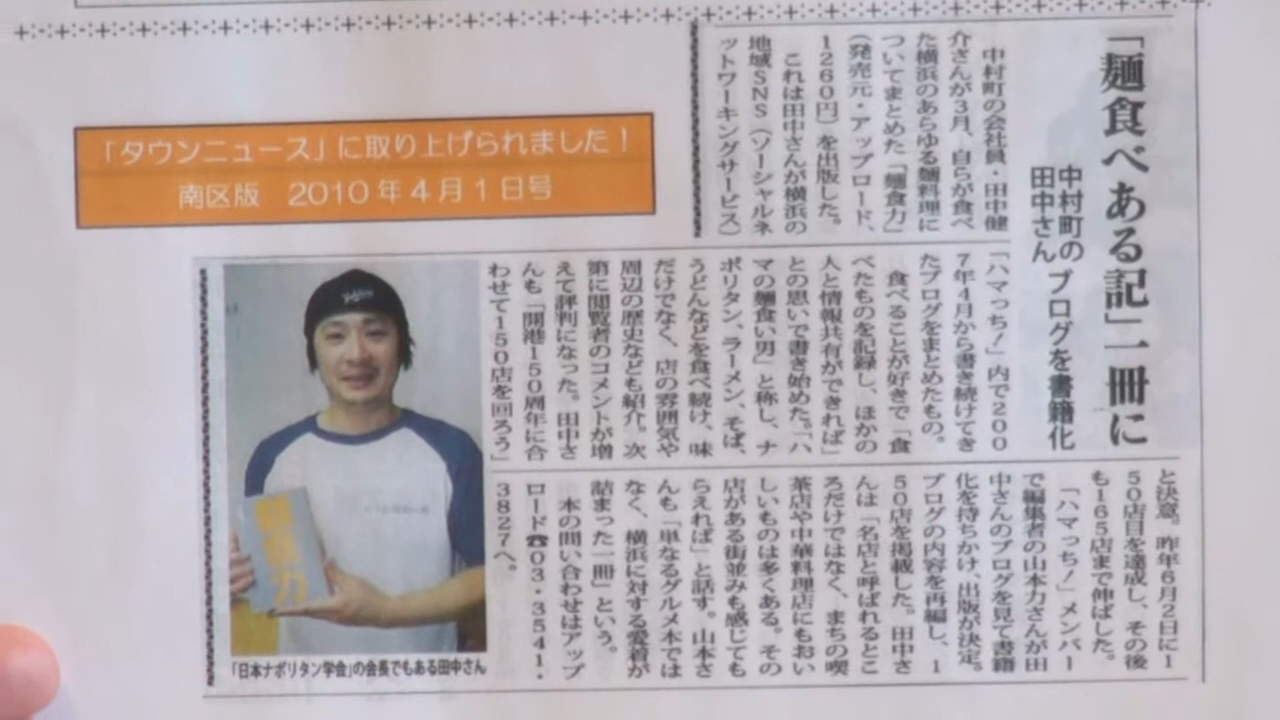 「タウンニュース」に取り上げられました！
南区版　2010年4月1日号
「麺食べある記」一冊に
中村町の
田中さん
ブログを書籍化
中村町の会社員・田中健
介さんが3月、自らが食べ
た横浜のあらゆる麺料理に
ついてまとめた「麺食力」
（発売元・アップロード、
1260円）を出版した。
これは田中さんが横浜の
地域SNS（ソーシャルネ
ットワーキングサービス）
「ハマっち！」内で200
7年4月から書き続けてき
たブログをまとめたもの。
食べることが好きで「食
べたものを記録し、ほかの
人と情報共有ができれば」
との思いで書き始めた。「ハ
マの麺食い男」と称し、ナ
ポリタン、ラーメン、そば、
うどんなどを食べ続け、味
だけでなく、店の雰囲気や
周辺の歴史なども紹介。次
第に閲覧者のコメントが増
えて評判になった。田中さ
んも「開港150周年に合
わせて150店を回ろう」
と決意。昨年6月2日に1
50店目を達成し、その後
も165店まで伸ばした。
「ハマっち！」メンバー
で編集者の山本力さんが田
中さんのブログを見て書籍
化を持ちかけ、出版が決定。
ブログの内容を再編し、1
50店を掲載した。田中さ
んは「名店と呼ばれるとこ
ろだけではなく、まちの喫
茶店や中華料理店にもおい
しいものは多くある。その
店がある街並みも感じても
らえれば」と話す。山本さ
んも「単なるグルメ本では
なく、横浜に対する愛着が
詰まった一冊」という。
本の問い合わせはアップ
ロード☎03・3541・
3827へ。
麺食力
「日本ナポリタン学会」の会長でもある田中さん